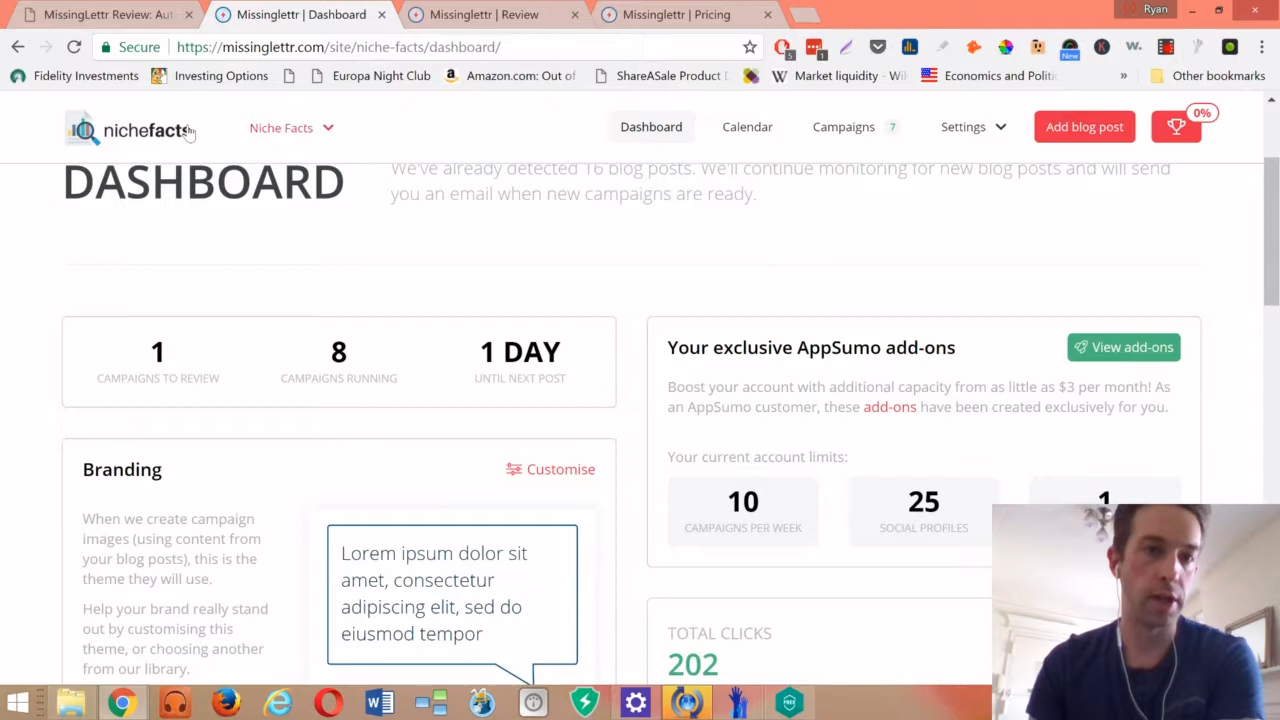 MissingLettr Review: Aut
Missinglettr | Dashboard
Missinglettr | Review
Missinglettr | Pricing
Ryan
Secure
https://missinglettr.com/site/niche-facts/dashboard/
5
1
New
K
W.
Fidelity Investments
Investing Options
Europa Night Club
Amazon.com: Out of
ShareASale Product D
Market liquidity - Wi
Economics and Politi
»
Other bookmarks
nichefacts
Niche Facts
Dashboard
Calendar
Campaigns 7
Settings
Add blog post
0%
DASHBOARD
We've already detected 16 blog posts. We'll continue monitoring for new blog posts and will send
you an email when new campaigns are ready.
1
CAMPAIGNS TO REVIEW
8
CAMPAIGNS RUNNING
1 DAY
UNTIL NEXT POST
Your exclusive AppSumo add-ons
View add-ons
Boost your account with additional capacity from as little as $3 per month! As
an AppSumo customer, these add-ons have been created exclusively for you.
Your current account limits:
10
CAMPAIGNS PER WEEK
25
SOCIAL PROFILES
1
Branding
Customise
When we create campaign
images (using content from
your blog posts), this is the
theme they will use.
Help your brand really stand
out by customising this
theme, or choosing another
from our library.
Lorem ipsum dolor sit
amet, consectetur
adipiscing elit, sed do
eiusmod tempor
TOTAL CLICKS
202